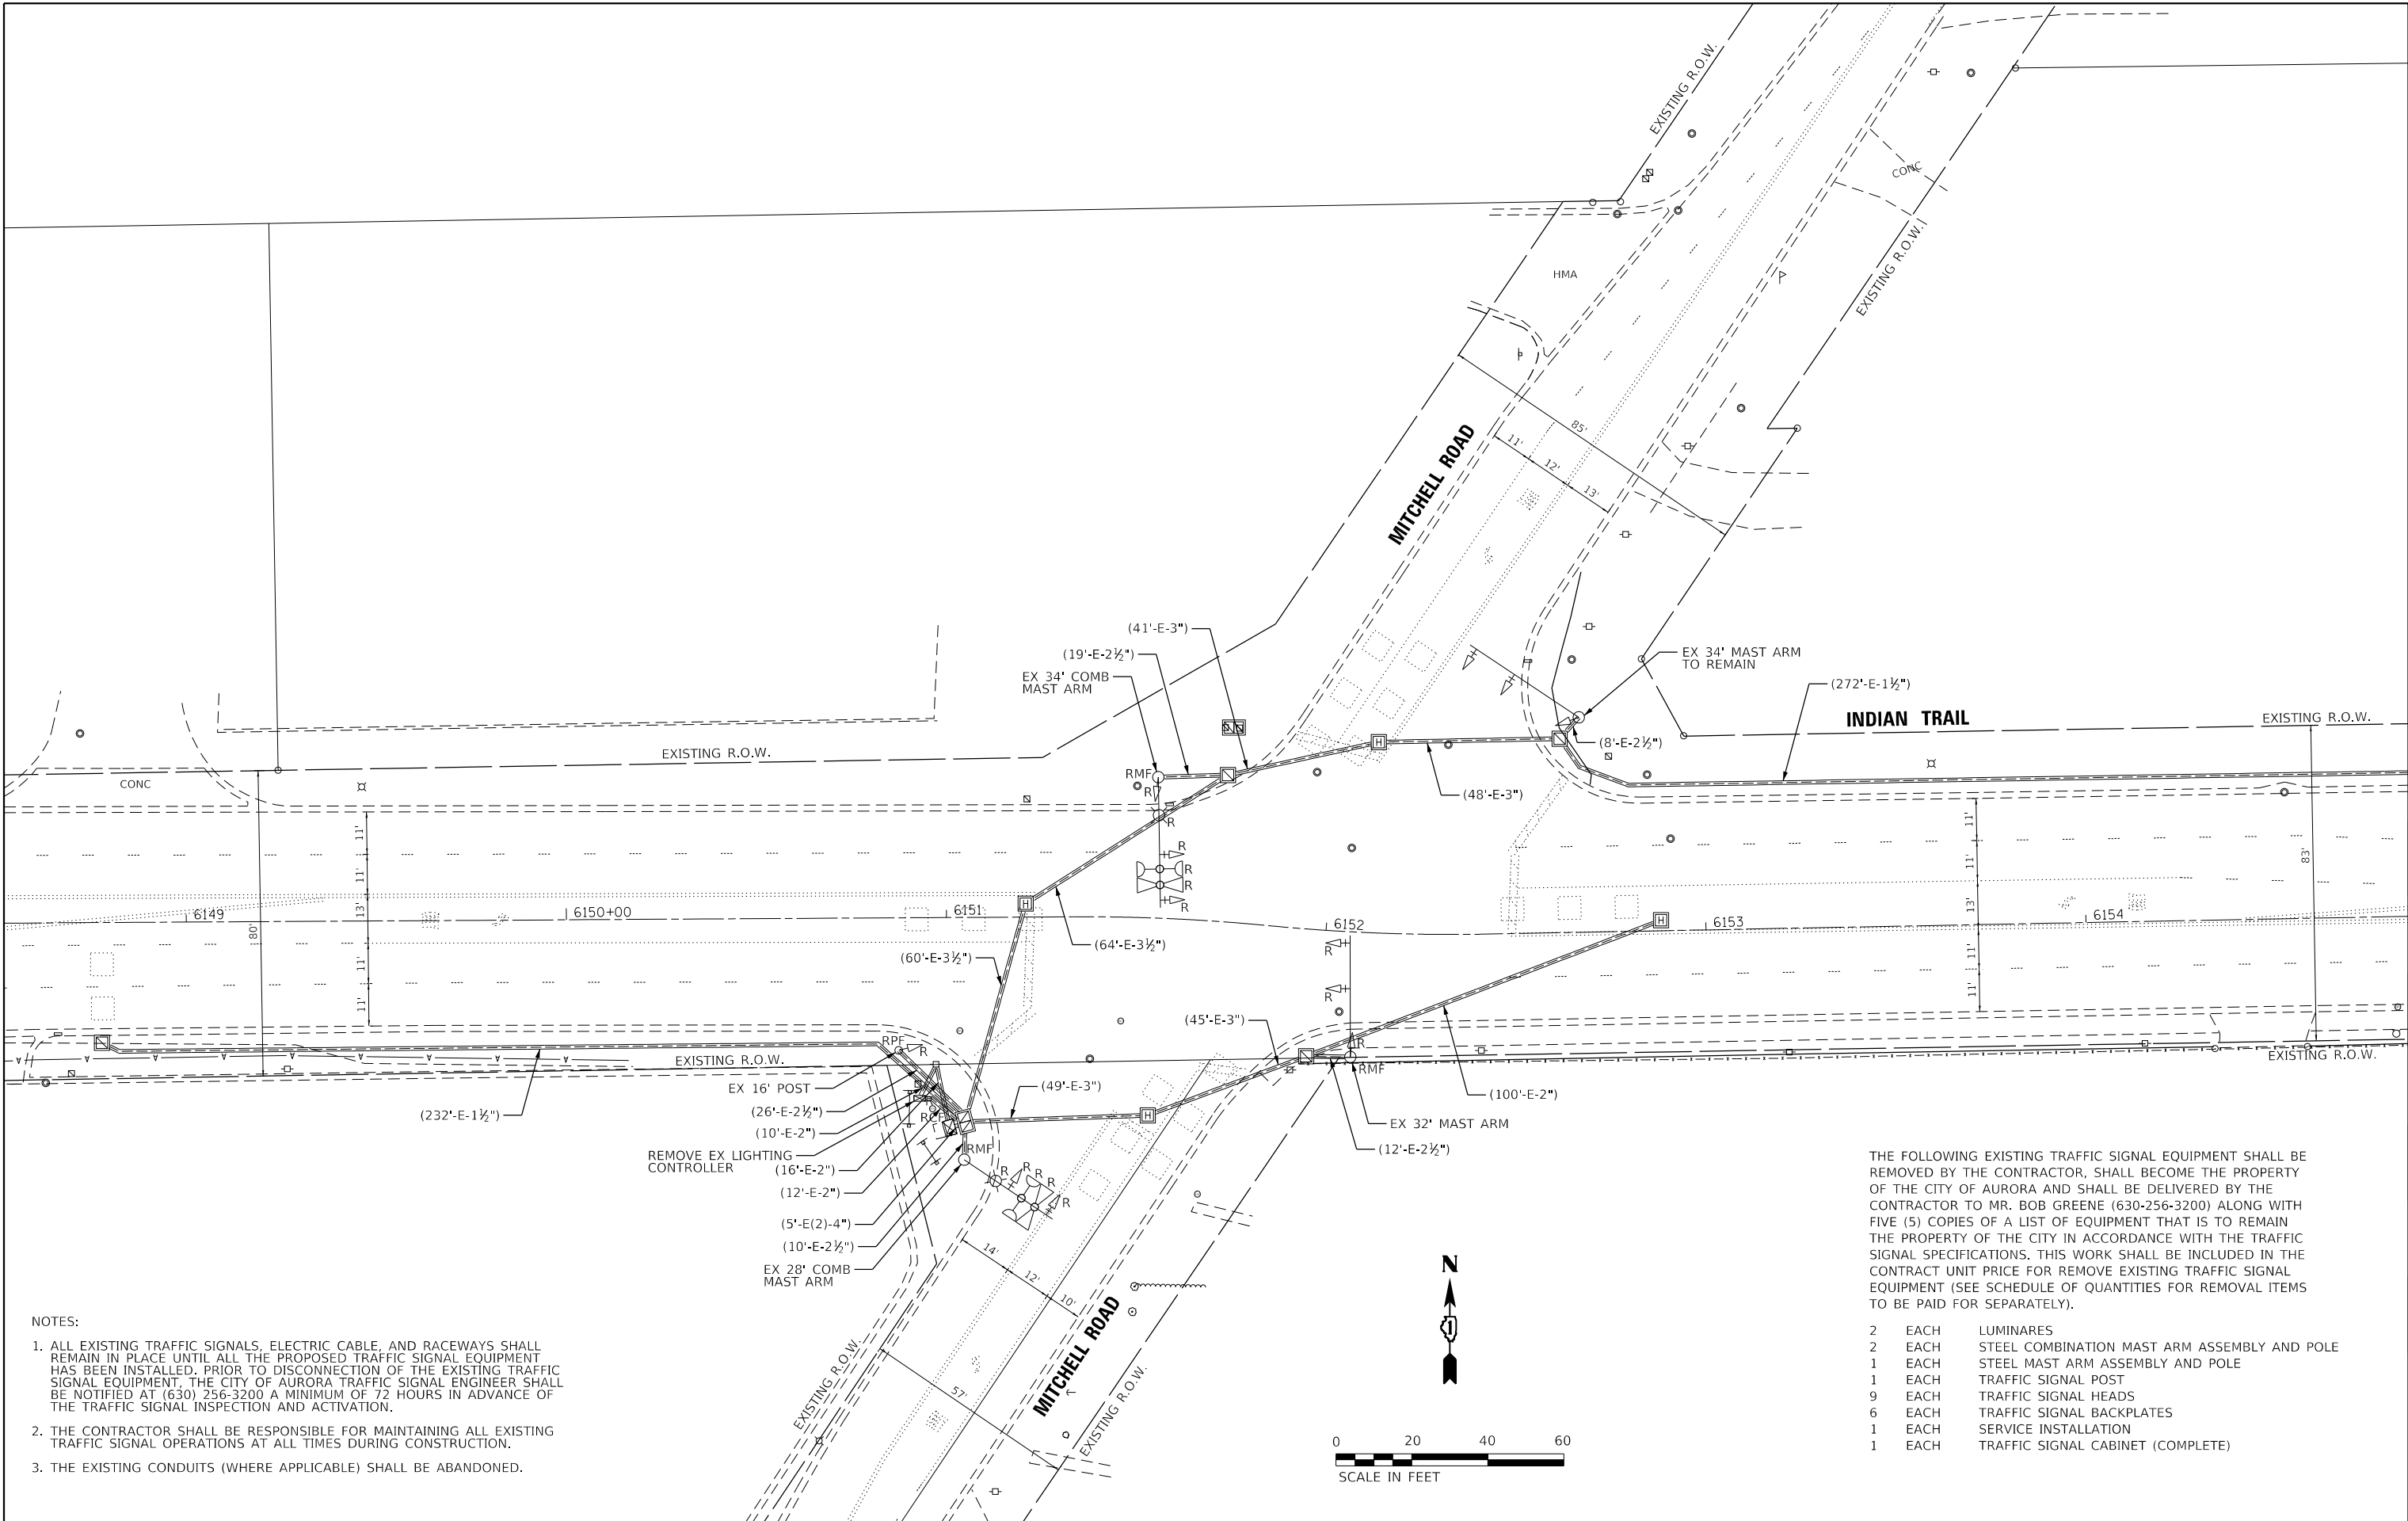 EXISTING R.O.W.
CONC
EXISTING R.O.W.
HMA
MITCHELL ROAD
85'
11'
12'
13'
(41'-E-3")
(19'-E-2½")
EX 34' COMB
MAST ARM
EX 34' MAST ARM
TO REMAIN
(272'-E-1½")
INDIAN TRAIL
EXISTING R.O.W.
EXISTING R.O.W.
(8'-E-2½")
(48'-E-3")
CONC
RMF
R
R
11'
11'
13'
11'
11'
80'
R
R
R
R
11'
11'
13'
11'
11'
83'
6149
6150+00
6151
6152
6153
6154
H
H
H
H
(64'-E-3½")
(60'-E-3½")
R
R
(45'-E-3")
R
RMF
(100'-E-2")
EX 32' MAST ARM
(12'-E-2½")
EXISTING R.O.W.
EXISTING R.O.W.
RPF
R
EX 16' POST
(232'-E-1½")
(26'-E-2½")
(49'-E-3")
(10'-E-2")
RCF
REMOVE EX LIGHTING
CONTROLLER
(16'-E-2")
RMF
(12'-E-2")
R
R
R
R
R
(5'-E(2)-4")
(10'-E-2½")
EX 28' COMB
MAST ARM
14'
12'
10'
57'
MITCHELL ROAD
EXISTING R.O.W.
EXISTING R.O.W.
N
1
0 20 40 60
SCALE IN FEET
NOTES:
1. ALL EXISTING TRAFFIC SIGNALS, ELECTRIC CABLE, AND RACEWAYS SHALL
REMAIN IN PLACE UNTIL ALL THE PROPOSED TRAFFIC SIGNAL EQUIPMENT
HAS BEEN INSTALLED. PRIOR TO DISCONNECTION OF THE EXISTING TRAFFIC
SIGNAL EQUIPMENT, THE CITY OF AURORA TRAFFIC SIGNAL ENGINEER SHALL
BE NOTIFIED AT (630) 256-3200 A MINIMUM OF 72 HOURS IN ADVANCE OF
THE TRAFFIC SIGNAL INSPECTION AND ACTIVATION.
2. THE CONTRACTOR SHALL BE RESPONSIBLE FOR MAINTAINING ALL EXISTING
TRAFFIC SIGNAL OPERATIONS AT ALL TIMES DURING CONSTRUCTION.
3. THE EXISTING CONDUITS (WHERE APPLICABLE) SHALL BE ABANDONED.
THE FOLLOWING EXISTING TRAFFIC SIGNAL EQUIPMENT SHALL BE
REMOVED BY THE CONTRACTOR, SHALL BECOME THE PROPERTY
OF THE CITY OF AURORA AND SHALL BE DELIVERED BY THE
CONTRACTOR TO MR. BOB GREENE (630-256-3200) ALONG WITH
FIVE (5) COPIES OF A LIST OF EQUIPMENT THAT IS TO REMAIN
THE PROPERTY OF THE CITY IN ACCORDANCE WITH THE TRAFFIC
SIGNAL SPECIFICATIONS. THIS WORK SHALL BE INCLUDED IN THE
CONTRACT UNIT PRICE FOR REMOVE EXISTING TRAFFIC SIGNAL
EQUIPMENT (SEE SCHEDULE OF QUANTITIES FOR REMOVAL ITEMS
TO BE PAID FOR SEPARATELY).
2 EACH LUMINARES
2 EACH STEEL COMBINATION MAST ARM ASSEMBLY AND POLE
1 EACH STEEL MAST ARM ASSEMBLY AND POLE
1 EACH TRAFFIC SIGNAL POST
9 EACH TRAFFIC SIGNAL HEADS
6 EACH TRAFFIC SIGNAL BACKPLATES
1 EACH SERVICE INSTALLATION
1 EACH TRAFFIC SIGNAL CABINET (COMPLETE)